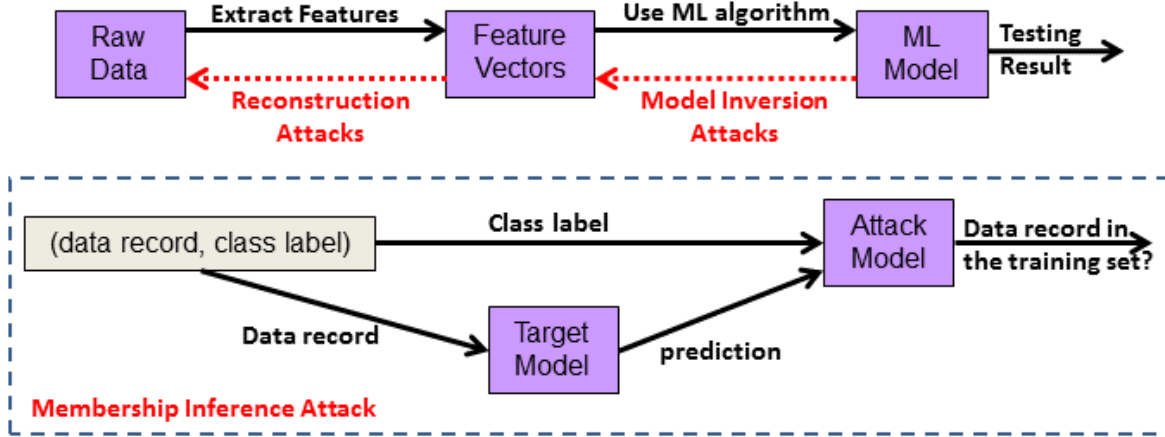 Extract Features
Use ML algorithm
Raw
Data
Feature
Vectors
ML
Model
Testing
Result
Reconstruction
Attacks
Model Inversion
Attacks
(data record, class label)
Class label
Attack
Model
Data record in
the training set?
Data record
Target
Model
prediction
Membership Inference Attack